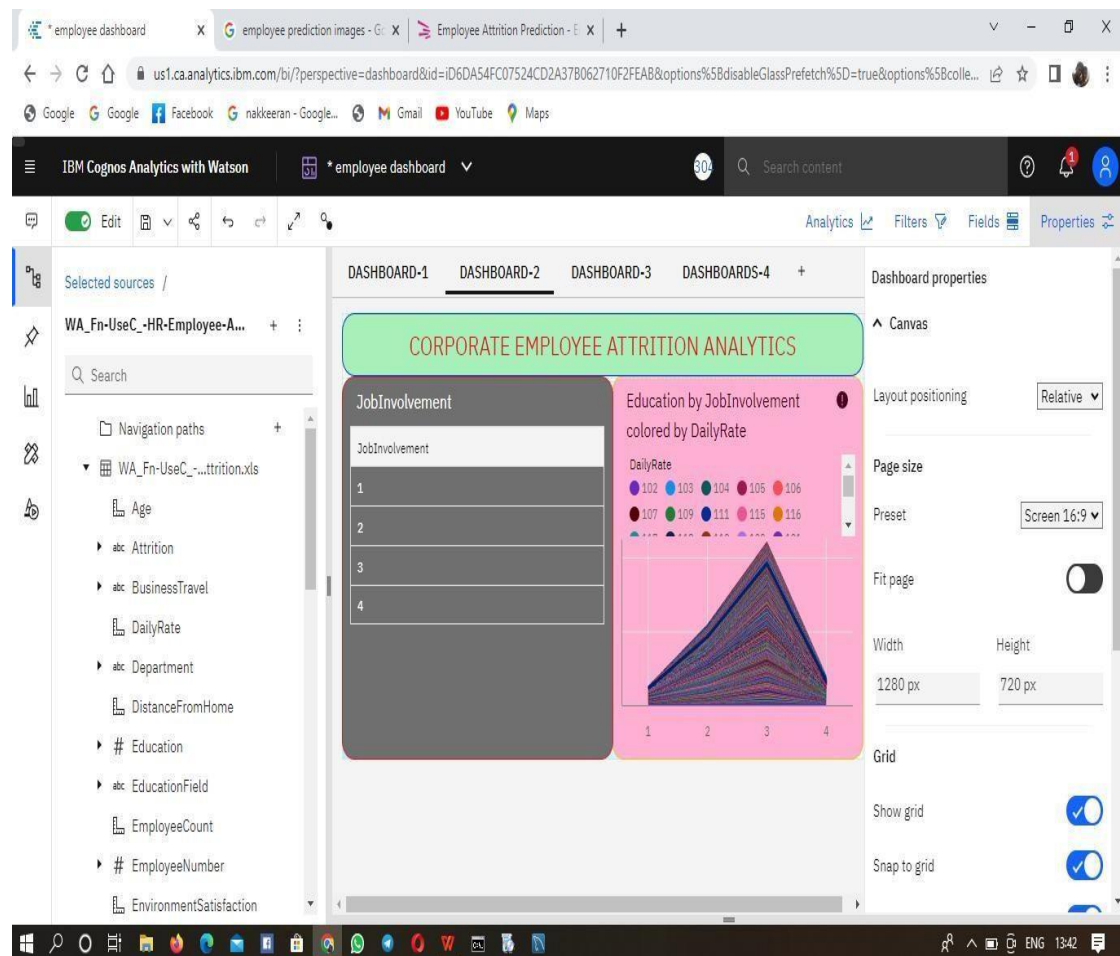 * employee dashboard
employee prediction images - Go
Employee Attrition Prediction - E
us1.ca.analytics.ibm.com/bi/?perspective=dashboard&id=iD6DA54FC07524CD2A37B062710F2FEAB&options%5BdisableGlassPrefetch%5D=true&options%5Bcolle...
Google
Google
Facebook
nakkeeran - Google...
Gmail
YouTube
Maps
IBM Cognos Analytics with Watson
* employee dashboard
304
Search content
1
Edit
Analytics
Filters
Fields
Properties
Selected sources /
DASHBOARD-1
DASHBOARD-2
DASHBOARD-3
DASHBOARDS-4
+
WA_Fn-UseC_-HR-Employee-A...
Search
Navigation paths
WA_Fn-UseC_-...ttrition.xls
Age
abc Attrition
abc BusinessTravel
DailyRate
abc Department
DistanceFromHome
# Education
abc EducationField
EmployeeCount
# EmployeeNumber
EnvironmentSatisfaction
CORPORATE EMPLOYEE ATTRITION ANALYTICS
JobInvolvement
JobInvolvement
1
2
3
4
Education by JobInvolvement
colored by DailyRate
DailyRate
102 103 104 105 106
107 109 111 115 116
1 2 3 4
Dashboard properties
Canvas
Layout positioning
Relative
Page size
Preset
Screen 16:9
Fit page
Width
Height
1280 px
720 px
Grid
Show grid
Snap to grid
ENG 13:42